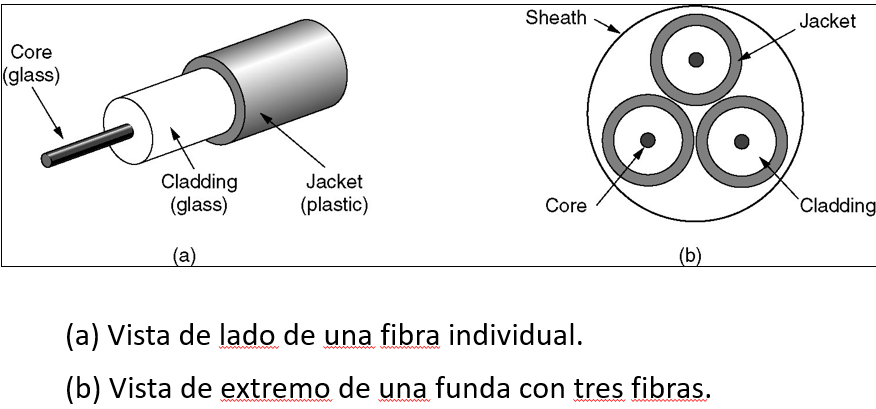 Core
(glass)
Cladding
(glass)
Jacket
(plastic)
(a)
Sheath
Jacket
Core
Cladding
(b)
(a) Vista de lado de una fibra individual.
(b) Vista de extremo de una funda con tres fibras.